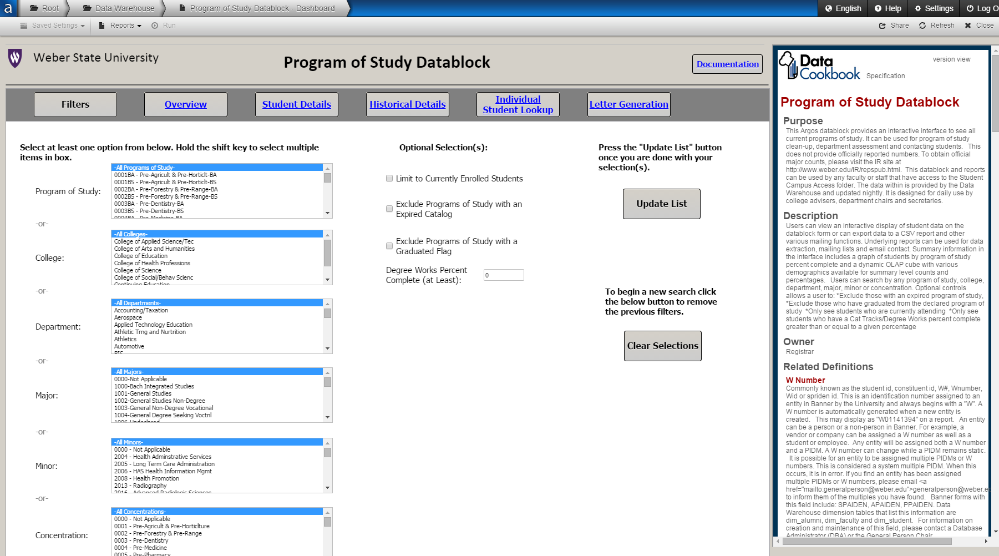 a Root Data Warehouse Program of Study Datablock - Dashboard English Help Settings Log O
Saved Settings Reports Run Share Refresh Close
Weber State University
Program of Study Datablock
Documentation
Filters
Overview
Student Details
Historical Details
Individual
Student Lookup
Letter Generation
Select at least one option from below. Hold the shift key to select multiple
items in box.
Program of Study:
-All Programs of Study-
0001BA - Pre-Agricult & Pre-Horticlt-BA
0001BS - Pre-Agricult & Pre-Horticlt-BS
0002BA - Pre-Forestry & Pre-Range-BA
0002BS - Pre-Forestry & Pre-Range-BS
0003BA - Pre-Dentistry-BA
0003BS - Pre-Dentistry-BS
0004BA - Pre-Medicine-BA
-or-
College:
-All Colleges-
College of Applied Science/Tec
College of Arts and Humanities
College of Education
College of Health Professions
College of Science
College of Social/Behav Scienc
Continuing Education
-or-
Department:
-All Departments-
Accounting/Taxation
Aerospace
Applied Technology Education
Athletic Trng and Nurtrition
Athletics
Automotive
BIS
-or-
Major:
-All Majors-
0000-Not Applicable
1000-Bach Integrated Studies
1001-General Studies
1002-General Studies Non-Degree
1003-General Non-Degree Vocational
1004-General Degree Seeking Voctnl
1006-Undeclared
-or-
Minor:
-All Minors-
0000 - Not Applicable
2004 - Health Adminstrative Services
2005 - Long Term Care Administration
2006 - HAS Health Information Mgmt
2008 - Health Promotion
2013 - Radiography
2016 - Advanced Radiologic Sciences
-or-
Concentration:
-All Concentrations-
0000 - Not Applicable
0001 - Pre-Agricult & Pre-Horticlture
0002 - Pre-Forestry & Pre-Range
0003 - Pre-Dentistry
0004 - Pre-Medicine
0005 - Pre-Pharmacy
Optional Selection(s):
Limit to Currently Enrolled Students
Exclude Programs of Study with an
Expired Catalog
Exclude Programs of Study with a
Graduated Flag
Degree Works Percent
Complete (at Least):
0
Press the "Update List" button
once you are done with your
selection(s).
Update List
To begin a new search click
the below button to remove
the previous filters.
Clear Selections
Data
Cookbook
Specification
version view
Program of Study Datablock
Purpose
This Argos datablock provides an interactive interface to see all
current programs of study. It can be used for program of study
clean-up, department assessment and contacting students. This
does not provide officially reported numbers. To obtain official
major counts, please visit the IR site at
http://www.weber.edu/IR/repspub.html. This datablock and reports
can be used by any faculty or staff that have access to the Student
Campus Access folder. The data within is provided by the Data
Warehouse and updated nightly. It is designed for daily use by
college advisers, department chairs and secretaries.
Description
Users can view an interactive display of student data on the
datablock form or can export data to a CSV report and other
various mailing functions. Underlying reports can be used for data
extraction, mailing lists and email contact. Summary information in
the interface includes a graph of students by program of study
percent complete and a dynamic OLAP cube with various
demographics available for summary level counts and
percentages. Users can search by any program of study, college,
department, major, minor or concentration. Optional controls
allows a user to: *Exclude those with an expired program of study,
*Exclude those who have graduated from the declared program of
study *Only see students who are currently attending *Only see
students who have a Cat Tracks/Degree Works percent complete
greater than or equal to a given percentage
Owner
Registrar
Related Definitions
W Number
Commonly known as the student id, constituent id, W#, Wnumber,
Wid or spriden id. This is an identification number assigned to an
entity in Banner by the University and always begins with a "W". A
W number is automatically generated when a new entity is
created. This may display as "W01141394" on a report. An entity
can be a person or a non-person in Banner. For example, a
vendor or company can be assigned a W number as well as a
student or employee. Any entity will be assigned both a W number
and a PIDM. A W number can change while a PIDM remains static.
It is possible for an entity to be assigned multiple PIDMs or W
numbers. This is considered a system multiple PIDM. When this
occurs, it is in error. If you find an entity has been assigned
multiple PIDMs or W numbers, please email <a
href="mailto:generalperson@weber.edu">generalperson@weber.e
to inform them of the multiples you have found. Banner forms with
this field include: SPAIDEN, APAIDEN, PPAIDEN. Data
Warehouse dimension tables that list this information are
dim_alumni, dim_faculty and dim_student. For information on
creation and maintenance of this field, please contact a Database
Administrator (DBA) or the General Person Chair